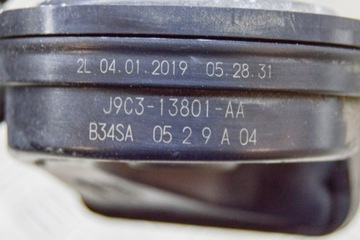 2L 04.01.2019 05.28.31
J9C3-13801-AA
B34SA 05 2 9 A 04